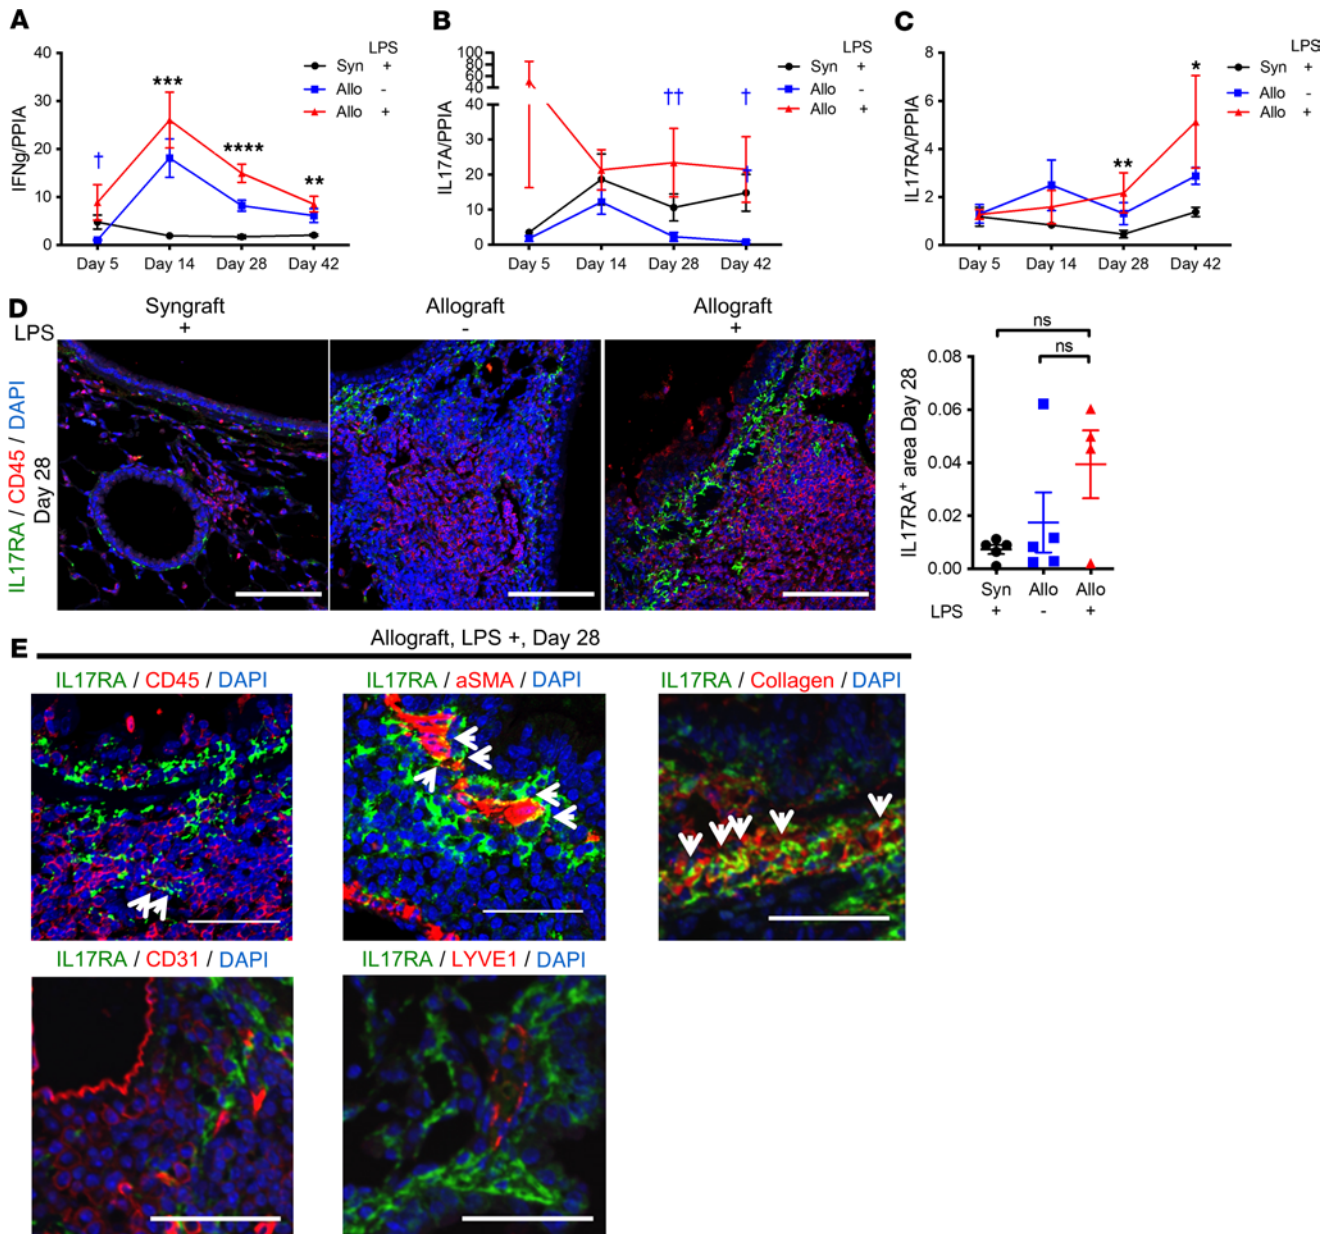 A
LPS
Syn +
Allo -
Allo +
IFNg/PPIA
40
30
20
10
0
***
****
**
†
Day 5 Day 14 Day 28 Day 42
B
LPS
Syn +
Allo -
Allo +
IL17A/PPIA
100
80
60
40
40
30
20
10
0
††
†
†
Day 5 Day 14 Day 28 Day 42
C
LPS
Syn +
Allo -
Allo +
IL17RA/PPIA
8
6
4
2
0
**
*
Day 5 Day 14 Day 28 Day 42
D
Syngraft Allograft Allograft
LPS + - +
IL17RA / CD45 / DAPI
Day 28
ns
ns
IL17RA+ area Day 28
0.08
0.06
0.04
0.02
0.00
Syn Allo Allo
LPS + - +
E
Allograft, LPS +, Day 28
IL17RA / CD45 / DAPI
IL17RA / aSMA / DAPI
IL17RA / Collagen / DAPI
IL17RA / CD31 / DAPI
IL17RA / LYVE1 / DAPI